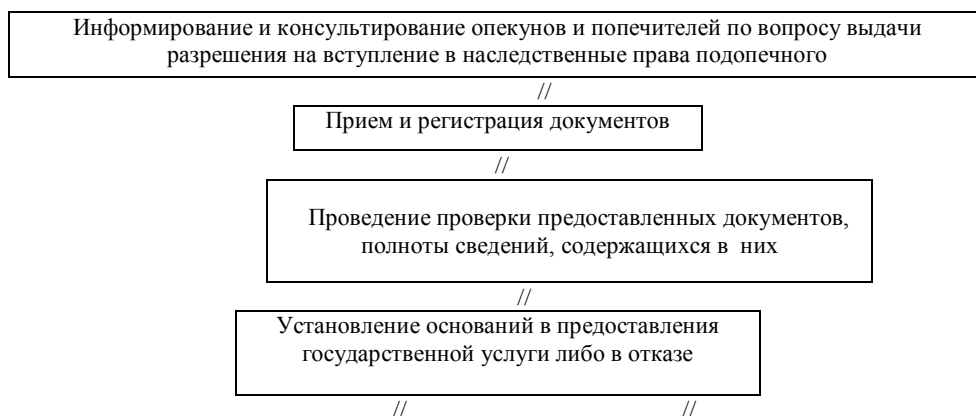 Информирование и консультирование опекунов и попечителей по вопросу выдачи
разрешения на вступление в наследственные права подопечного
//
Прием и регистрация документов
//
Проведение проверки предоставленных документов,
полноты сведений, содержащихся в них
//
Установление оснований в предоставления
государственной услуги либо в отказе
// //